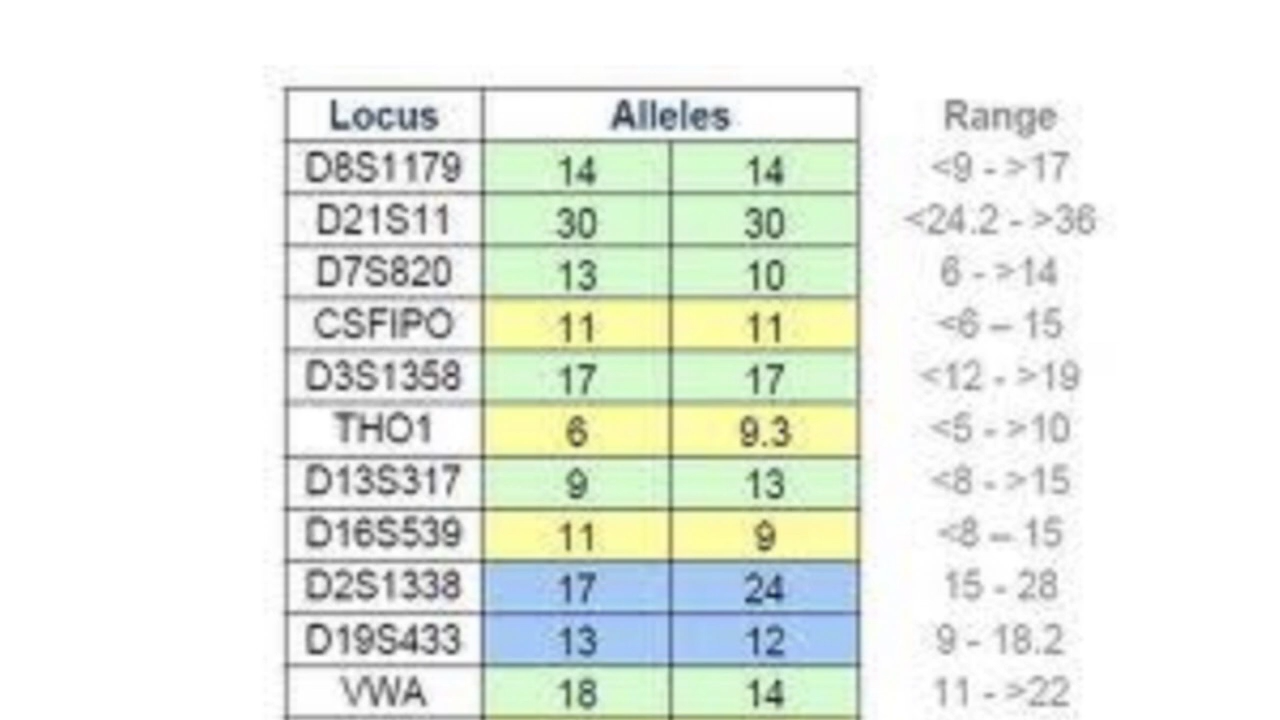 Locus Alleles Range
D8S1179 14 14 <9 - >17
D21S11 30 30 <24.2 - >36
D7S820 13 10 6 - >14
CSFIPO 11 11 <6 – 15
D3S1358 17 17 <12 - >19
THO1 6 9.3 <5 - >10
D13S317 9 13 <8 - >15
D16S539 11 9 <8 – 15
D2S1338 17 24 15 - 28
D19S433 13 12 9 - 18.2
VWA 18 14 11 - >22